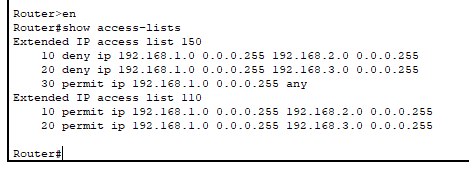 Router>en
Router#show access-lists
Extended IP access list 150
10 deny ip 192.168.1.0 0.0.0.255 192.168.2.0 0.0.0.255
20 deny ip 192.168.1.0 0.0.0.255 192.168.3.0 0.0.0.255
30 permit ip 192.168.1.0 0.0.0.255 any
Extended IP access list 110
10 permit ip 192.168.1.0 0.0.0.255 192.168.2.0 0.0.0.255
20 permit ip 192.168.1.0 0.0.0.255 192.168.3.0 0.0.0.255
Router#